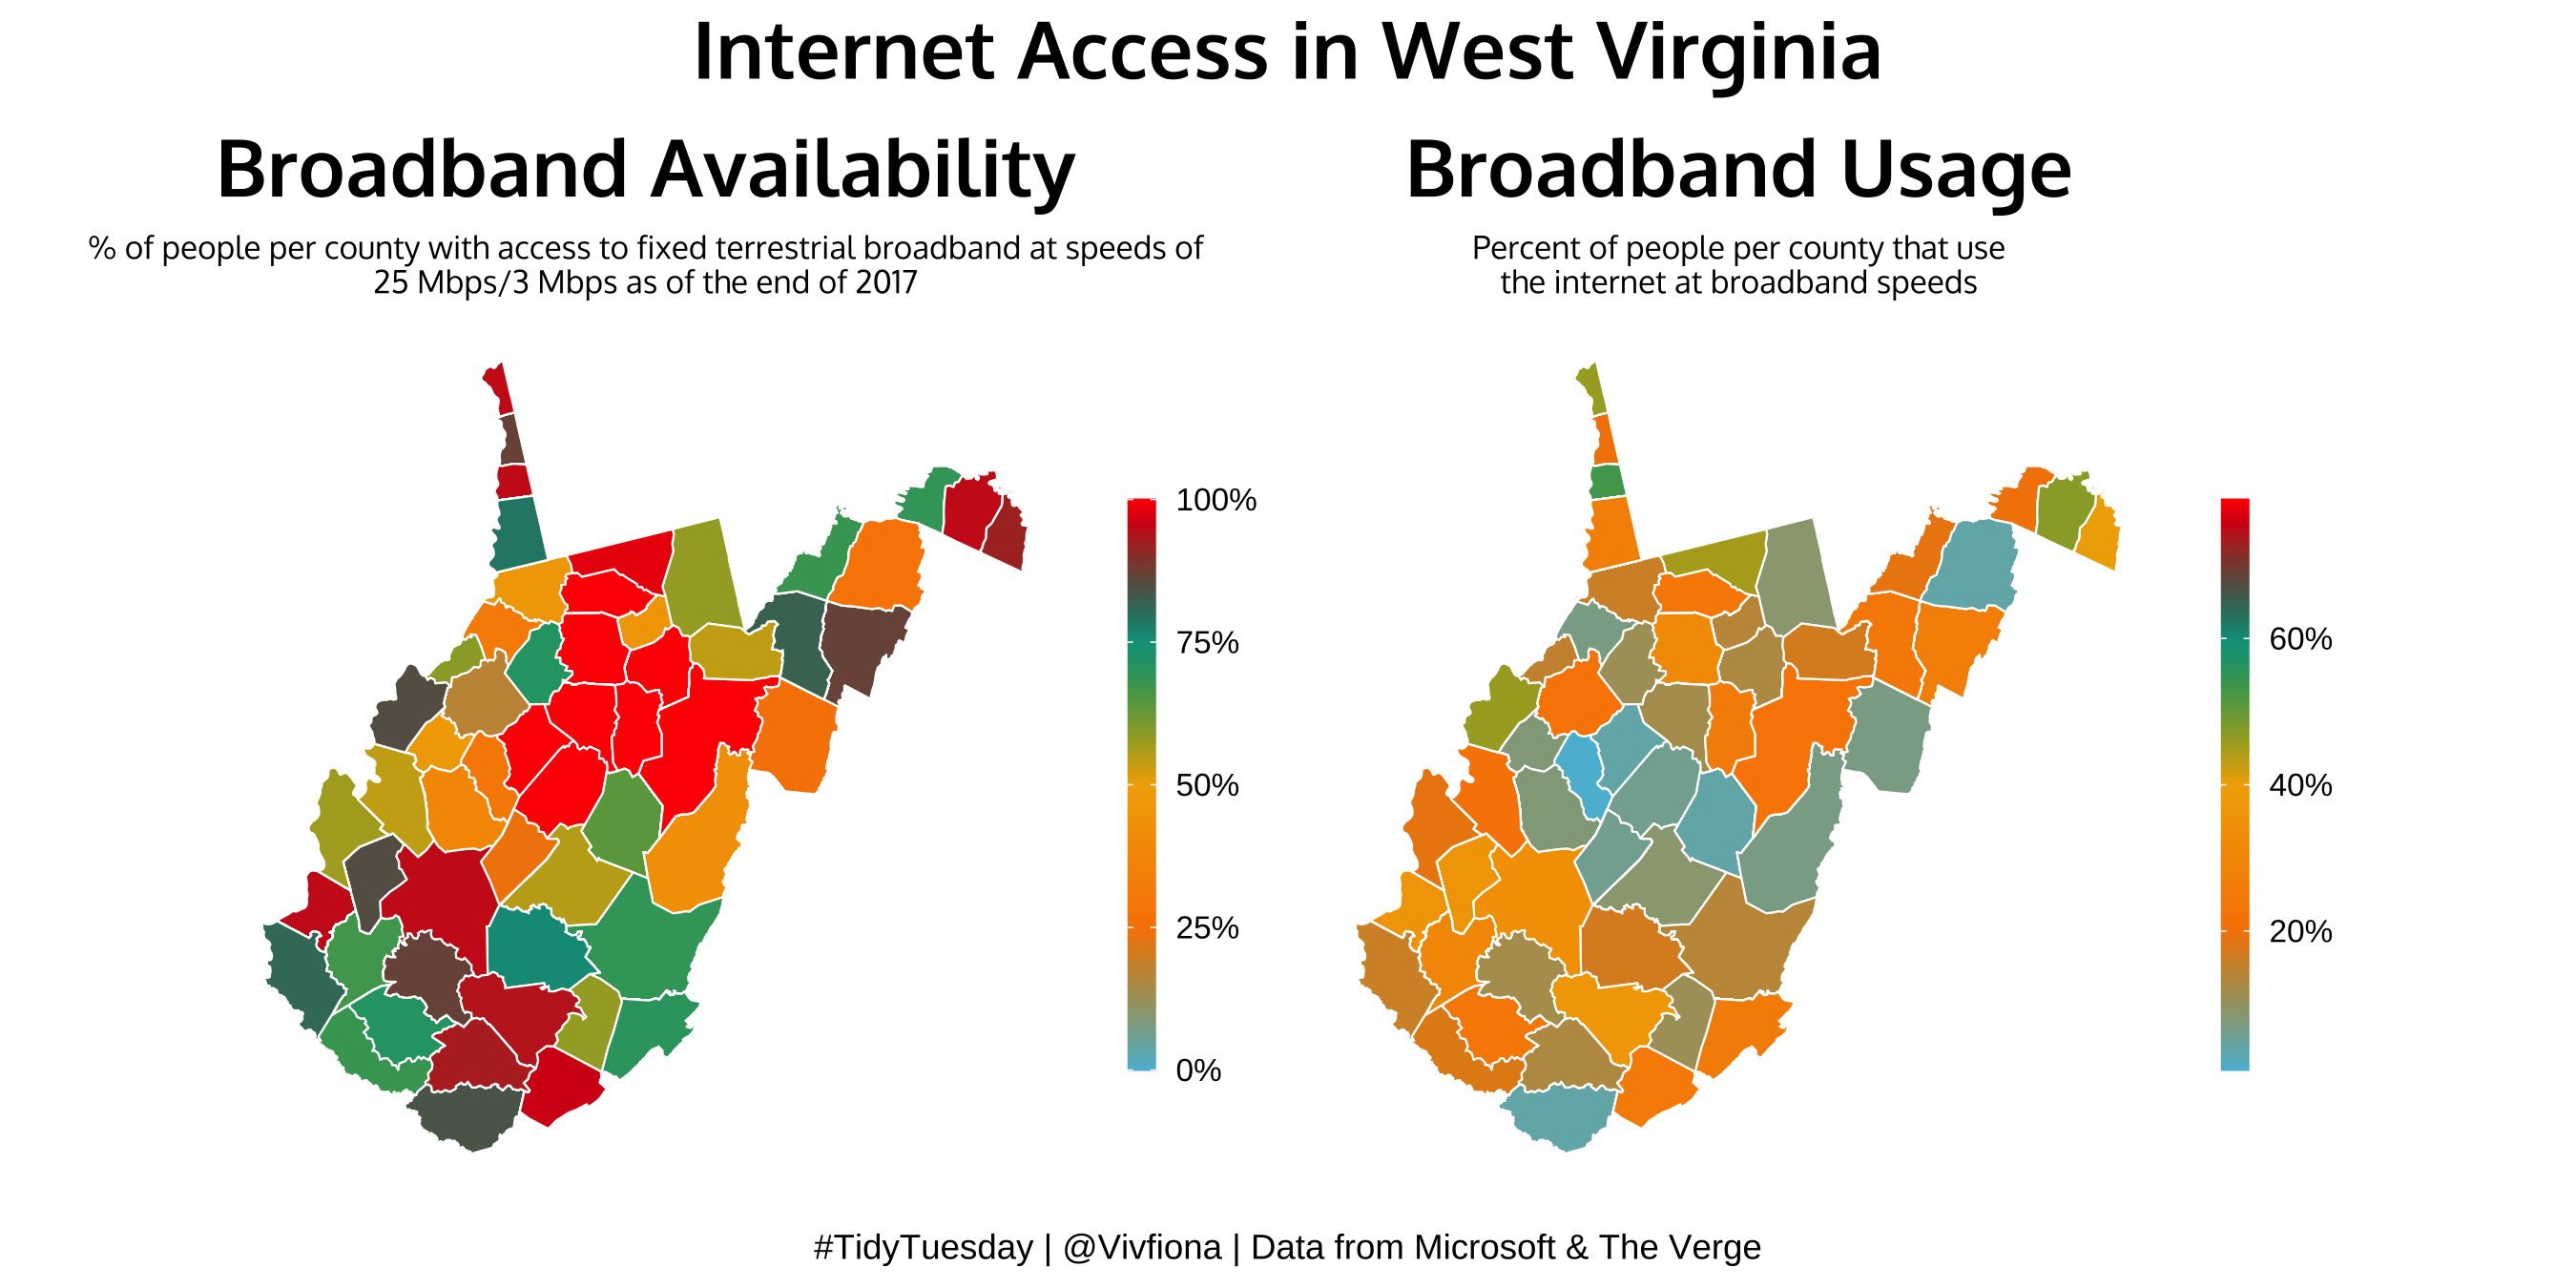 Internet Access in West Virginia
Broadband Availability
% of people per county with access to fixed terrestrial broadband at speeds of
25 Mbps/3 Mbps as of the end of 2017
100%
75%
50%
25%
0%
Broadband Usage
Percent of people per county that use
the internet at broadband speeds
60%
40%
20%
#TidyTuesday | @Vivfiona | Data from Microsoft & The Verge